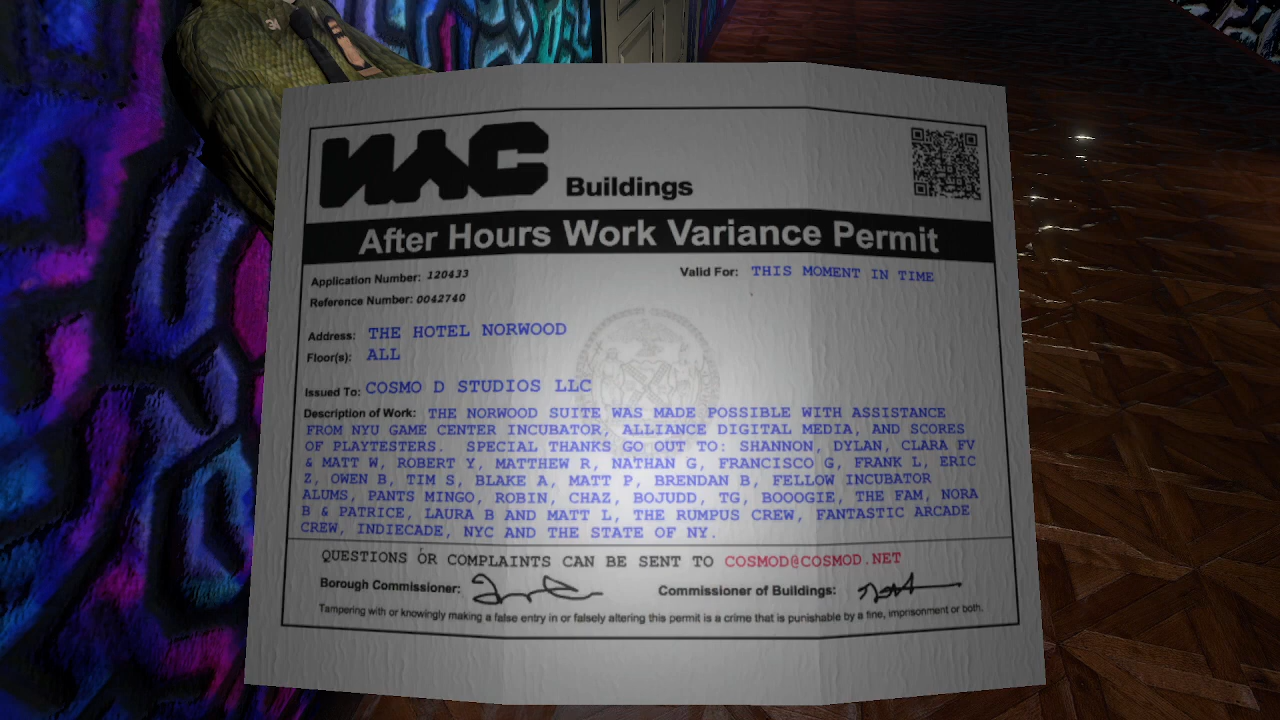 NYC Buildings
After Hours Work Variance Permit
Application Number: 120433
Valid For: THIS MOMENT IN TIME
Reference Number: 0042740
Address: THE HOTEL NORWOOD
Floor(s): ALL
Issued To: COSMO D STUDIOS LLC
Description of Work: THE NORWOOD SUITE WAS MADE POSSIBLE WITH ASSISTANCE
FROM NYU GAME CENTER INCUBATOR, ALLIANCE DIGITAL MEDIA, AND SCORES
OF PLAYTESTERS. SPECIAL THANKS GO OUT TO: SHANNON, DYLAN, CLARA FV
& MATT W, ROBERT Y, MATTHEW R, NATHAN G, FRANCISCO G, FRANK L, ERIC
Z, OWEN B, TIM S, BLAKE A, MATT P, BRENDAN B, FELLOW INCUBATOR
ALUMS, PANTS MINGO, ROBIN, CHAZ, BOJUDD, TG, BOOOGIE, THE FAM, NORA
B & PATRICE, LAURA B AND MATT L, THE RUMPUS CREW, FANTASTIC ARCADE
CREW, INDIECADE, NYC AND THE STATE OF NY.
QUESTIONS OR COMPLAINTS CAN BE SENT TO COSMOD@COSMOD.NET
Borough Commissioner:
Commissioner of Buildings:
Tampering with or knowingly making a false entry in or falsely altering this permit is a crime that is punishable by a fine, imprisonment or both.